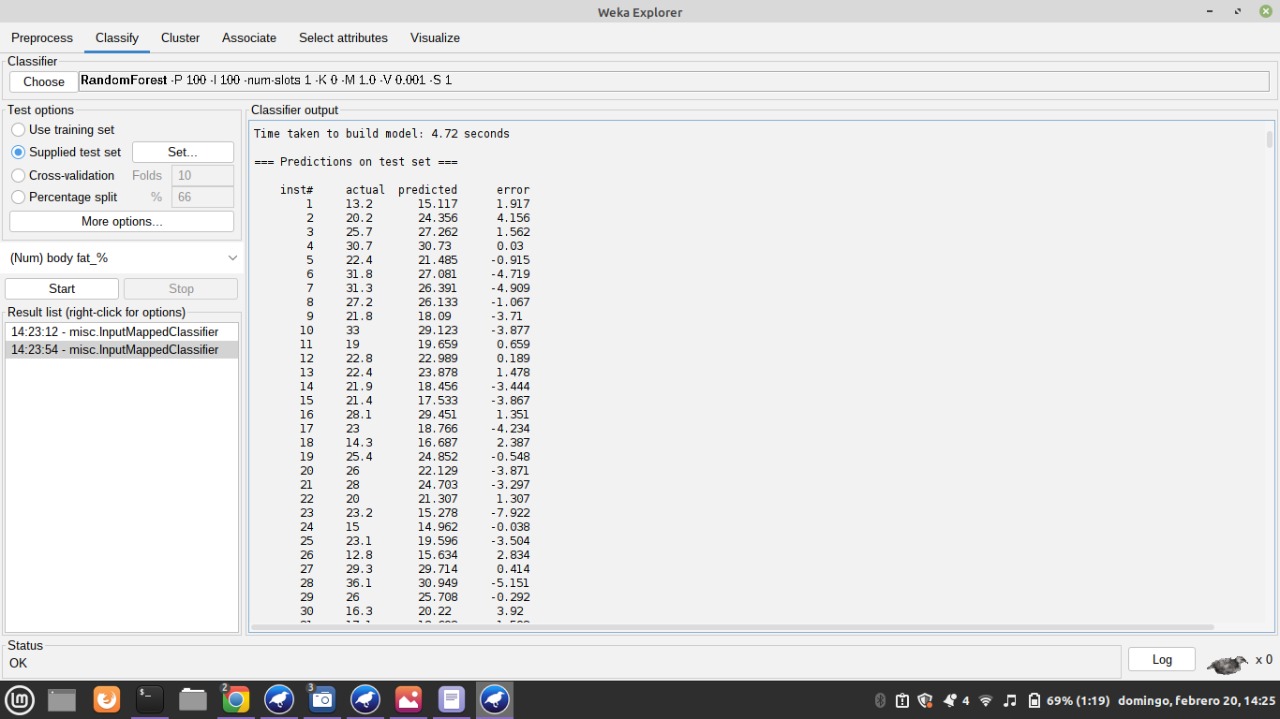 Weka Explorer
Preprocess Classify Cluster Associate Select attributes Visualize
Classifier
Choose RandomForest -P 100 -I 100 -num-slots 1 -K 0 -M 1.0 -V 0.001 -S 1
Test options
Use training set
Supplied test set Set...
Cross-validation Folds 10
Percentage split % 66
More options...
(Num) body fat_%
Start Stop
Result list (right-click for options)
14:23:12 - misc.InputMappedClassifier
14:23:54 - misc.InputMappedClassifier
Classifier output
Time taken to build model: 4.72 seconds
=== Predictions on test set ===
inst# actual predicted error
1 13.2 15.117 1.917
2 20.2 24.356 4.156
3 25.7 27.262 1.562
4 30.7 30.73 0.03
5 22.4 21.485 -0.915
6 31.8 27.081 -4.719
7 31.3 26.391 -4.909
8 27.2 26.133 -1.067
9 21.8 18.09 -3.71
10 33 29.123 -3.877
11 19 19.659 0.659
12 22.8 22.989 0.189
13 22.4 23.878 1.478
14 21.9 18.456 -3.444
15 21.4 17.533 -3.867
16 28.1 29.451 1.351
17 23 18.766 -4.234
18 14.3 16.687 2.387
19 25.4 24.852 -0.548
20 26 22.129 -3.871
21 28 24.703 -3.297
22 20 21.307 1.307
23 23.2 15.278 -7.922
24 15 14.962 -0.038
25 23.1 19.596 -3.504
26 12.8 15.634 2.834
27 29.3 29.714 0.414
28 36.1 30.949 -5.151
29 26 25.708 -0.292
30 16.3 20.22 3.92
Status
OK
Log x 0
2 3 4 69% (1:19) domingo, febrero 20, 14:25